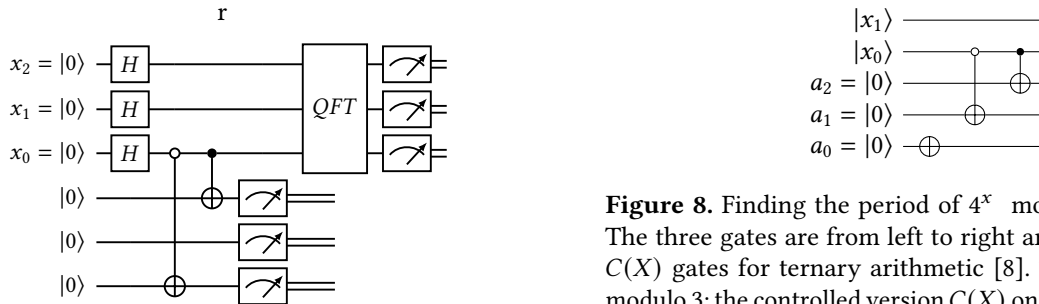 r
x₂ = |0⟩ H
x₁ = |0⟩ H QFT
x₀ = |0⟩ H
|0⟩
|0⟩
|0⟩
|x₁⟩
|x₀⟩
a₂ = |0⟩
a₁ = |0⟩
a₀ = |0⟩
Figure 8. Finding the period of 4ˣ mo
The three gates are from left to right an
C(X) gates for ternary arithmetic [8].
modulo 3; the controlled version C(X) on